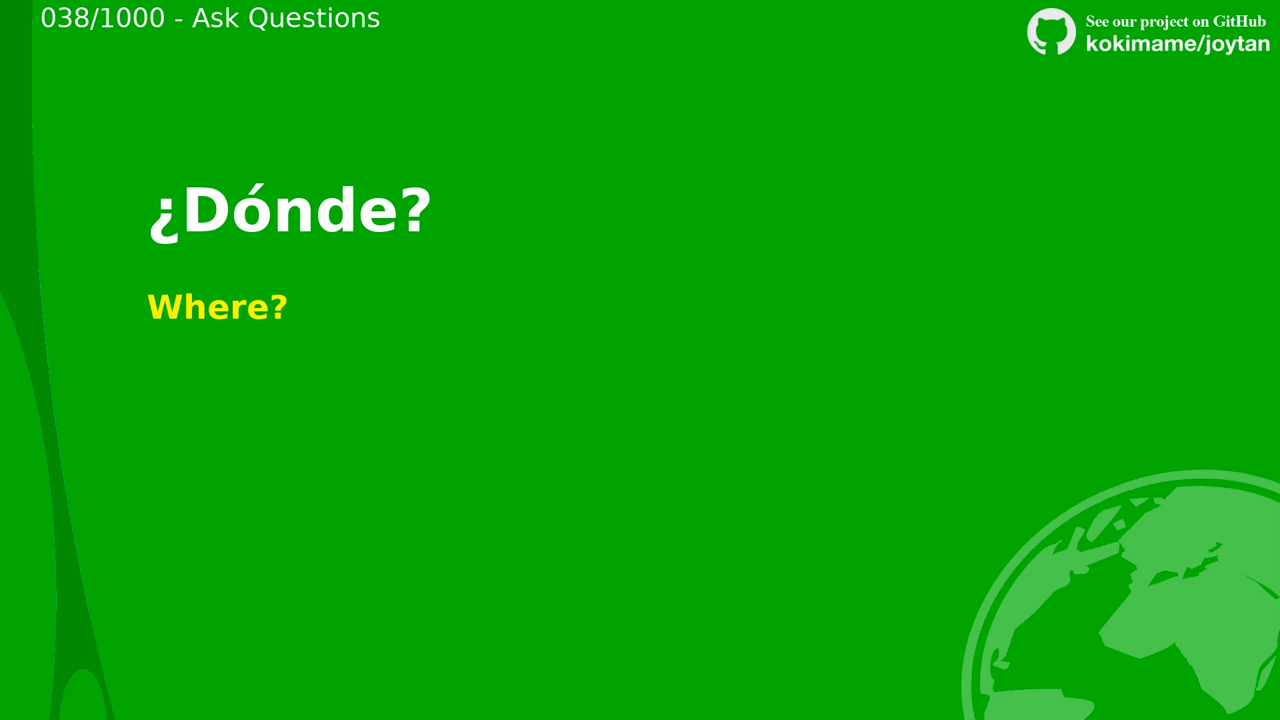 038/1000 - Ask Questions
See our project on GitHub
kokimame/joytan
¿Dónde?
Where?